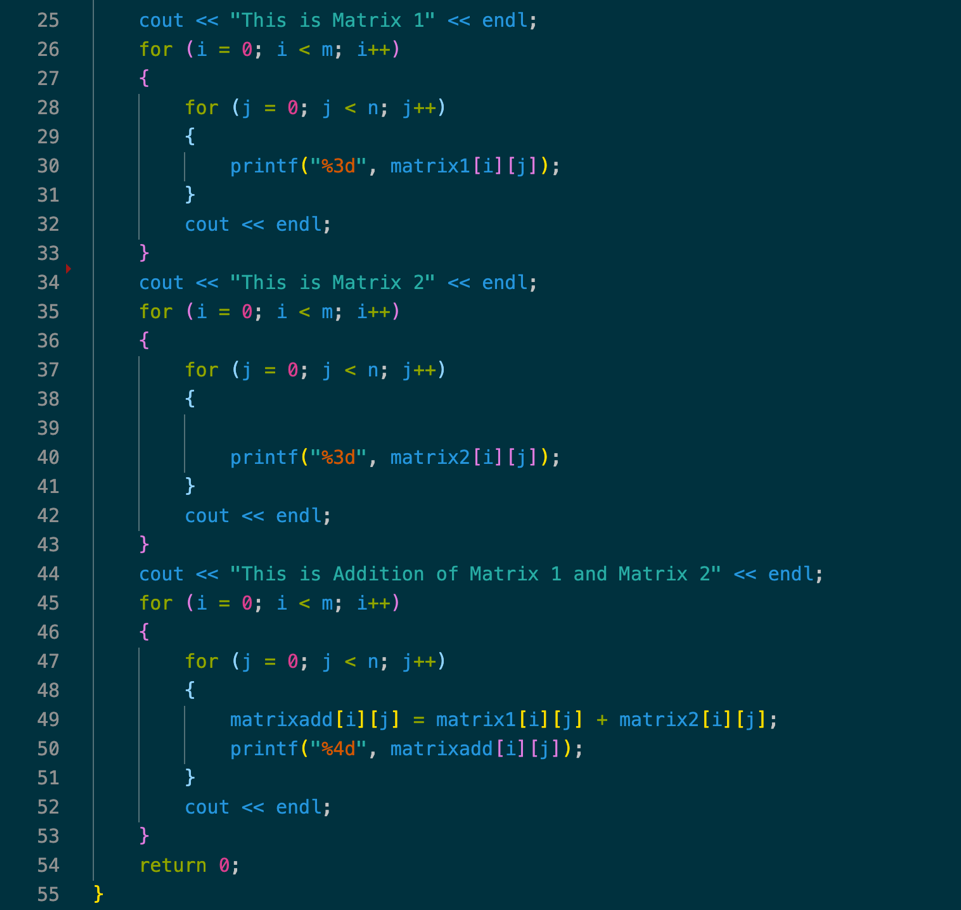 25 cout << "This is Matrix 1" << endl;
26 for (i = 0; i < m; i++)
27 {
28 for (j = 0; j < n; j++)
29 {
30 printf("%3d", matrix1[i][j]);
31 }
32 cout << endl;
33 }
34 cout << "This is Matrix 2" << endl;
35 for (i = 0; i < m; i++)
36 {
37 for (j = 0; j < n; j++)
38 {
39
40 printf("%3d", matrix2[i][j]);
41 }
42 cout << endl;
43 }
44 cout << "This is Addition of Matrix 1 and Matrix 2" << endl;
45 for (i = 0; i < m; i++)
46 {
47 for (j = 0; j < n; j++)
48 {
49 matrixadd[i][j] = matrix1[i][j] + matrix2[i][j];
50 printf("%4d", matrixadd[i][j]);
51 }
52 cout << endl;
53 }
54 return 0;
55 }